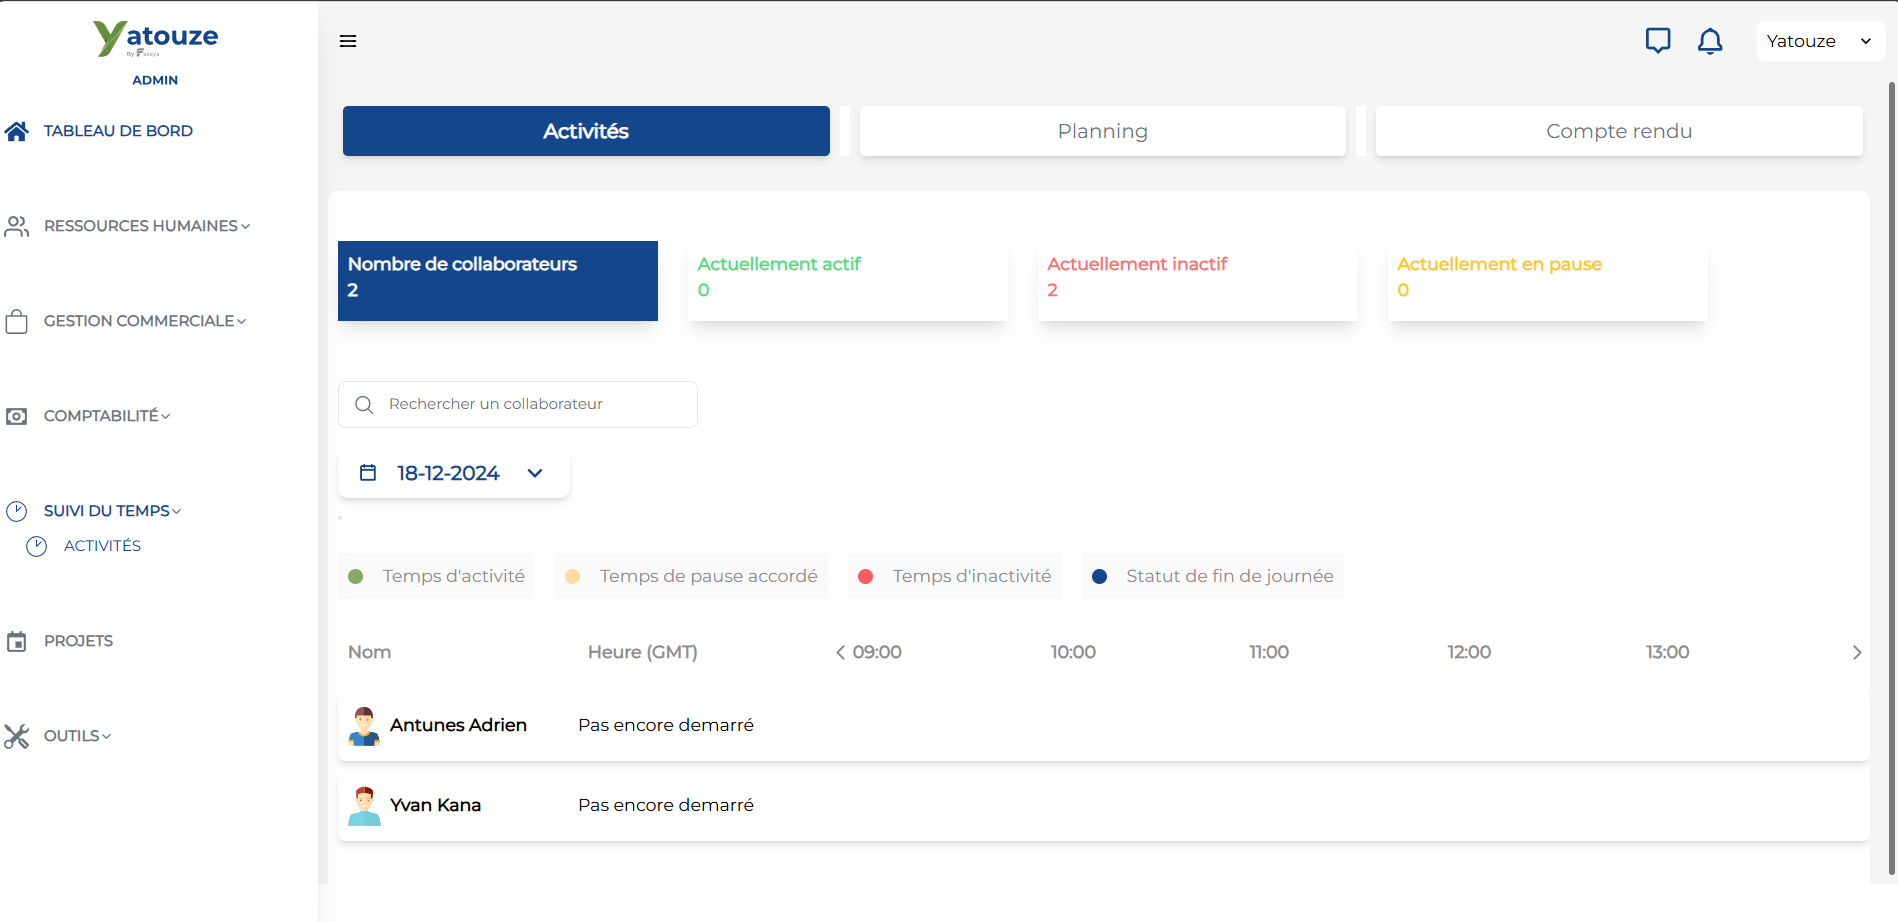 Yatouze
By Faseya
ADMIN
Yatouze
TABLEAU DE BORD
RESSOURCES HUMAINES
GESTION COMMERCIALE
COMPTABILITÉ
SUIVI DU TEMPS
ACTIVITÉS
PROJETS
OUTILS
Activités Planning Compte rendu
Nombre de collaborateurs
2
Actuellement actif
0
Actuellement inactif
2
Actuellement en pause
0
Rechercher un collaborateur
18-12-2024
Temps d'activité Temps de pause accordé Temps d'inactivité Statut de fin de journée
Nom Heure (GMT) 09:00 10:00 11:00 12:00 13:00
Antunes Adrien Pas encore demarré
Yvan Kana Pas encore demarré